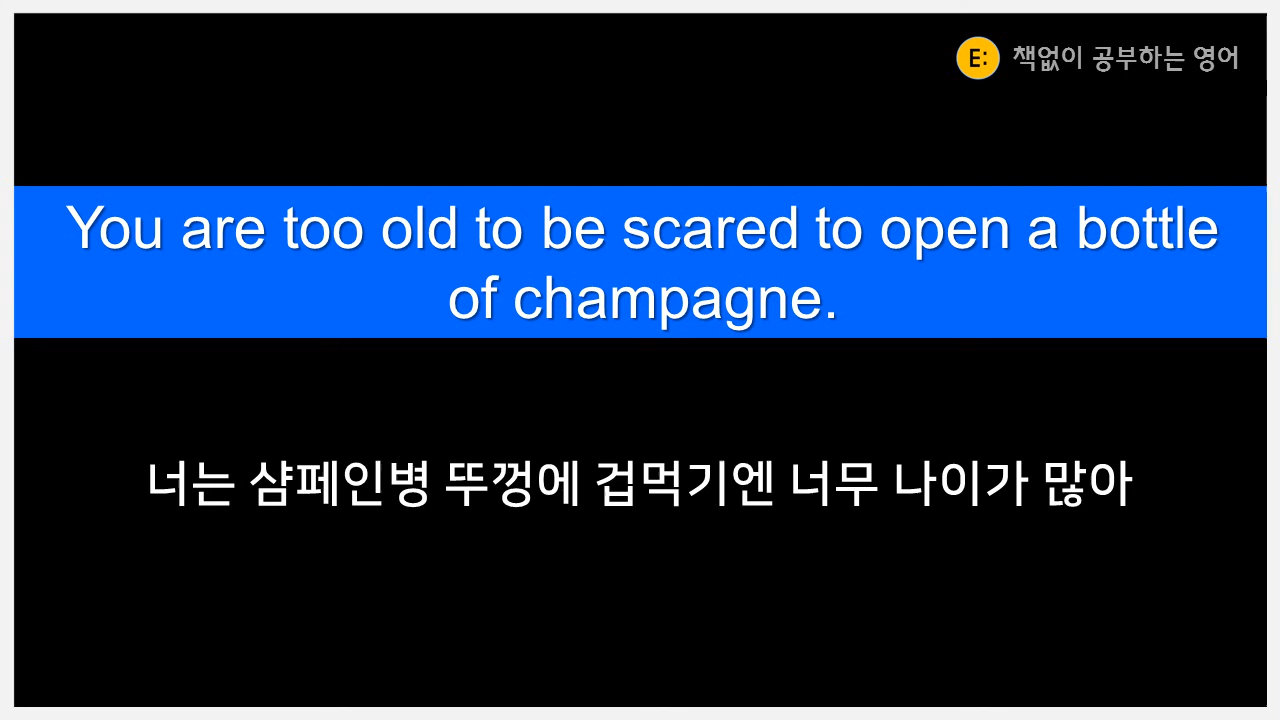 E: 책없이 공부하는 영어
You are too old to be scared to open a bottle
of champagne.
너는 샴페인병 뚜껑에 겁먹기엔 너무 나이가 많아